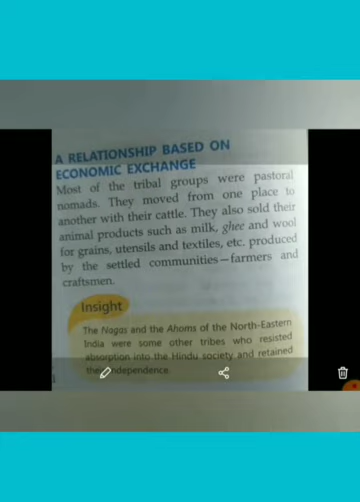 A RELATIONSHIP BASED ON
ECONOMIC EXCHANGE
Most of the tribal groups were pastoral
nomads. They moved from one place to
another with their cattle. They also sold their
animal products such as milk, ghee and wool
for grains, utensils and textiles, etc. produced
by the settled communities—farmers and
craftsmen.
Insight
The Nagas and the Ahoms of the North-Eastern
India were some other tribes who resisted
absorption into the Hindu society and retained
independence.